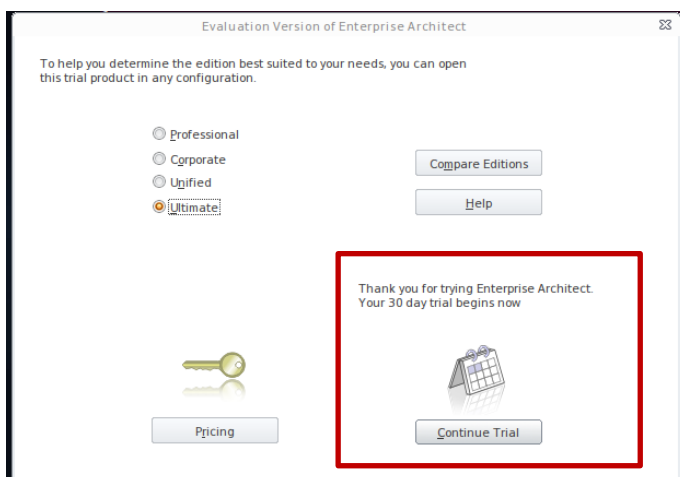 Evaluation Version of Enterprise Architect
To help you determine the edition best suited to your needs, you can open
this trial product in any configuration.
Professional
Corporate
Unified
Ultimate
Compare Editions
Help
Thank you for trying Enterprise Architect.
Your 30 day trial begins now
Pricing
Continue Trial